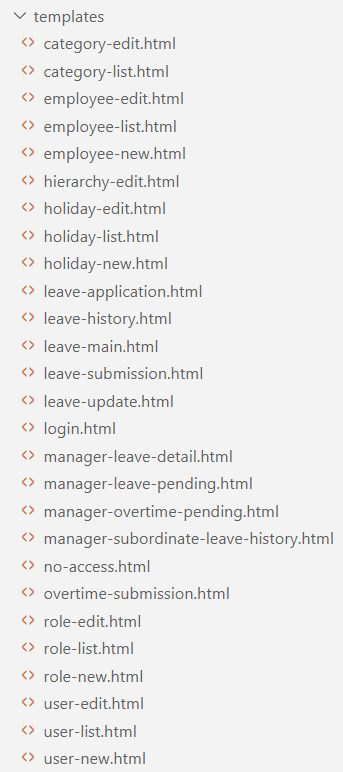 templates
category-edit.html
category-list.html
employee-edit.html
employee-list.html
employee-new.html
hierarchy-edit.html
holiday-edit.html
holiday-list.html
holiday-new.html
leave-application.html
leave-history.html
leave-main.html
leave-submission.html
leave-update.html
login.html
manager-leave-detail.html
manager-leave-pending.html
manager-overtime-pending.html
manager-subordinate-leave-history.html
no-access.html
overtime-submission.html
role-edit.html
role-list.html
role-new.html
user-edit.html
user-list.html
user-new.html